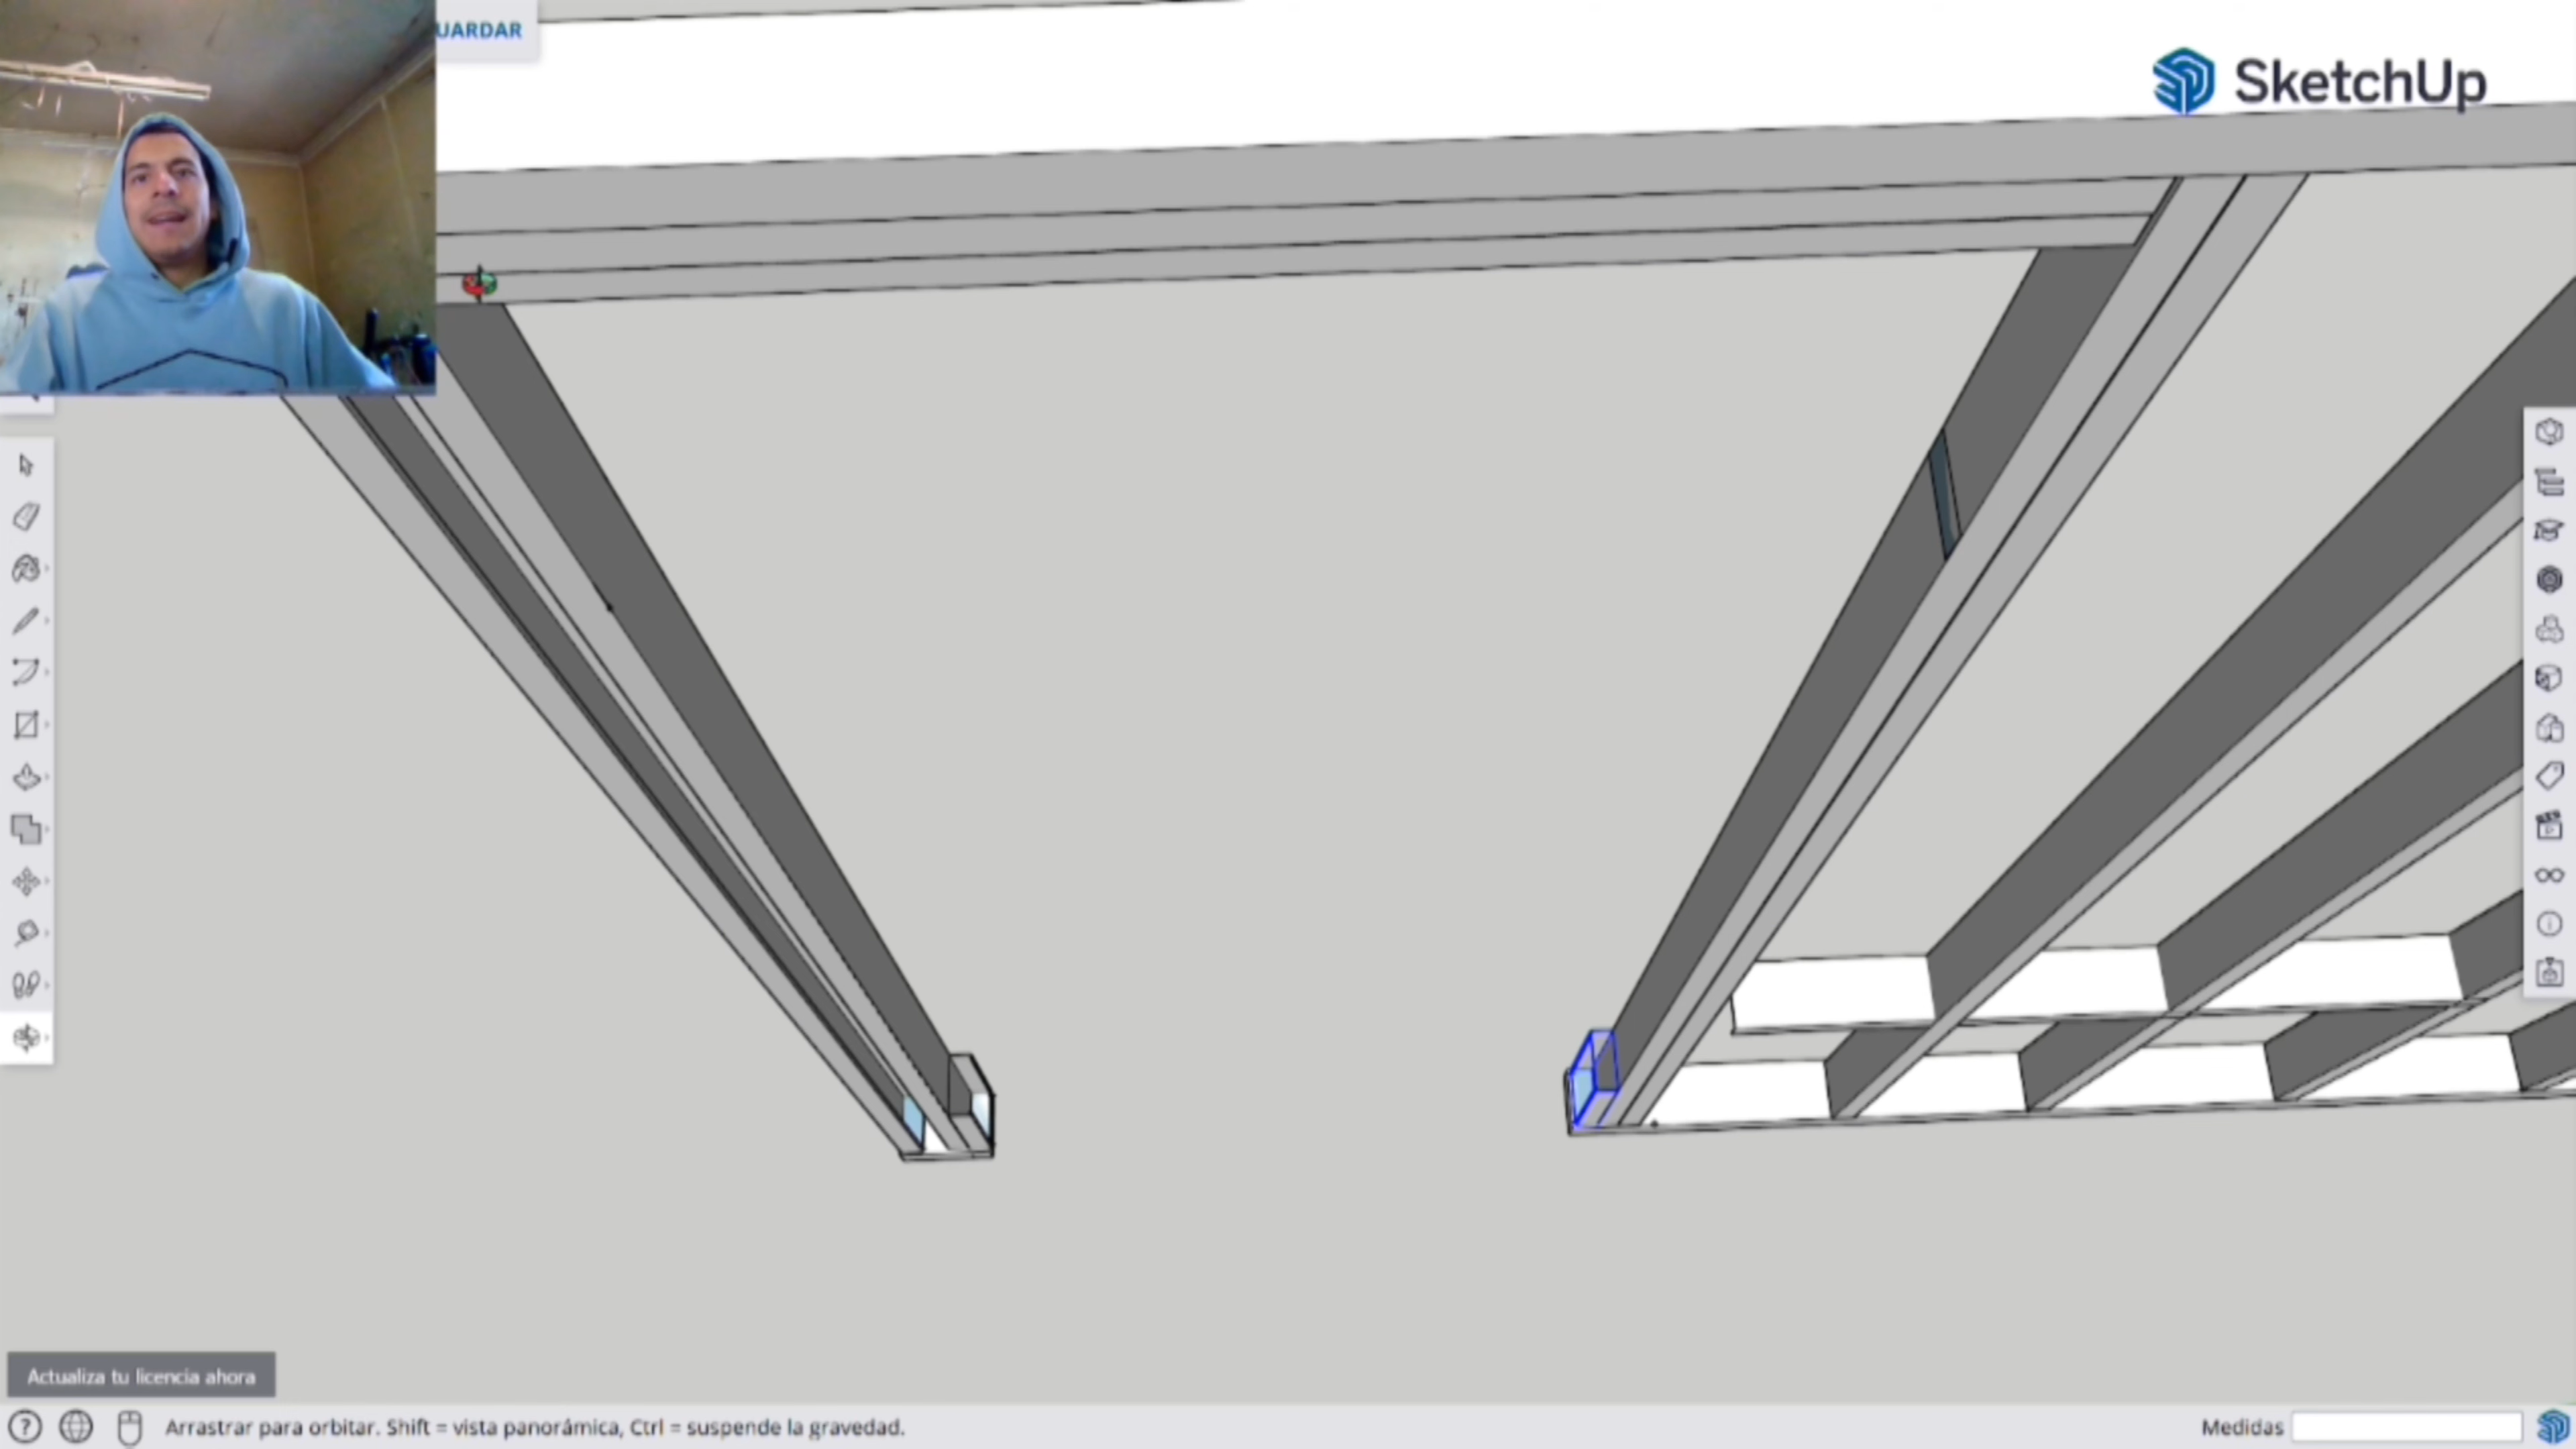 UARDAR
SketchUp
Actualiza tu licencia ahora
Arrastrar para orbitar. Shift = vista panorámica, Ctrl = suspende la gravedad.
Medidas